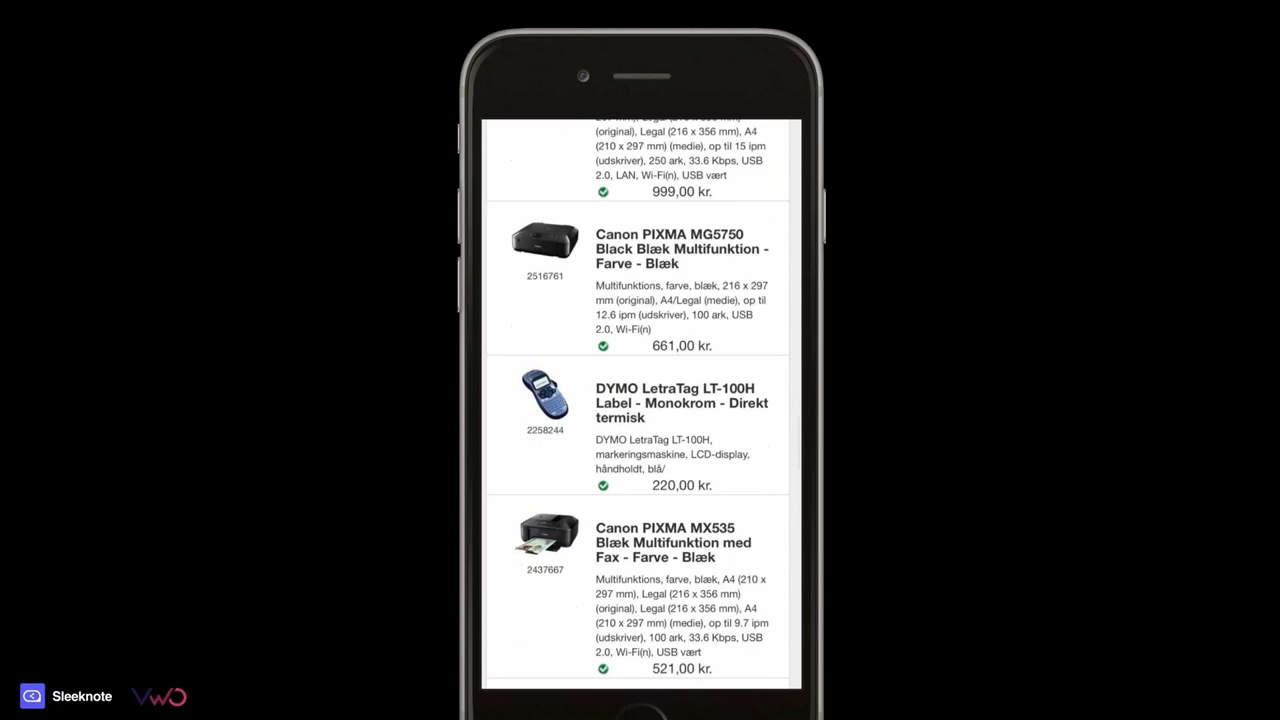 (original), Legal (216 x 356 mm), A4
(210 x 297 mm) (medie), op til 15 ipm
(udskriver), 250 ark, 33.6 Kbps, USB
2.0, LAN, Wi-Fi(n), USB vært
999,00 kr.
Canon PIXMA MG5750
Black Blæk Multifunktion -
Farve - Blæk
2516761
Multifunktions, farve, blæk, 216 x 297
mm (original), A4/Legal (medie), op til
12.6 ipm (udskriver), 100 ark, USB
2.0, Wi-Fi(n)
661,00 kr.
DYMO LetraTag LT-100H
Label - Monokrom - Direkt
termisk
2258244
DYMO LetraTag LT-100H,
markeringsmaskine, LCD-display,
håndholdt, blå/
220,00 kr.
Canon PIXMA MX535
Blæk Multifunktion med
Fax - Farve - Blæk
2437667
Multifunktions, farve, blæk, A4 (210 x
297 mm), Legal (216 x 356 mm)
(original), Legal (216 x 356 mm), A4
(210 x 297 mm) (medie), op til 9.7 ipm
(udskriver), 100 ark, 33.6 Kbps, USB
2.0, Wi-Fi(n), USB vært
521,00 kr.
Sleeknote
VWO